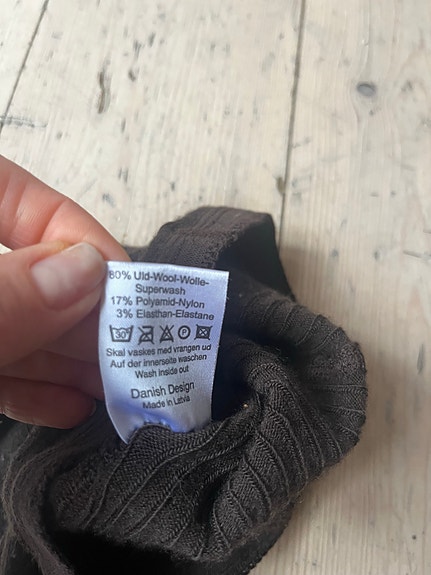 80% Uld-Wool-Wolle-
Superwash
17% Polyamid-Nylon
3% Elasthan-Elastane
30° P
Skal vaskes med vrangen ud
Auf der innerseite waschen
Wash inside out
Danish Design
Made in Latvia